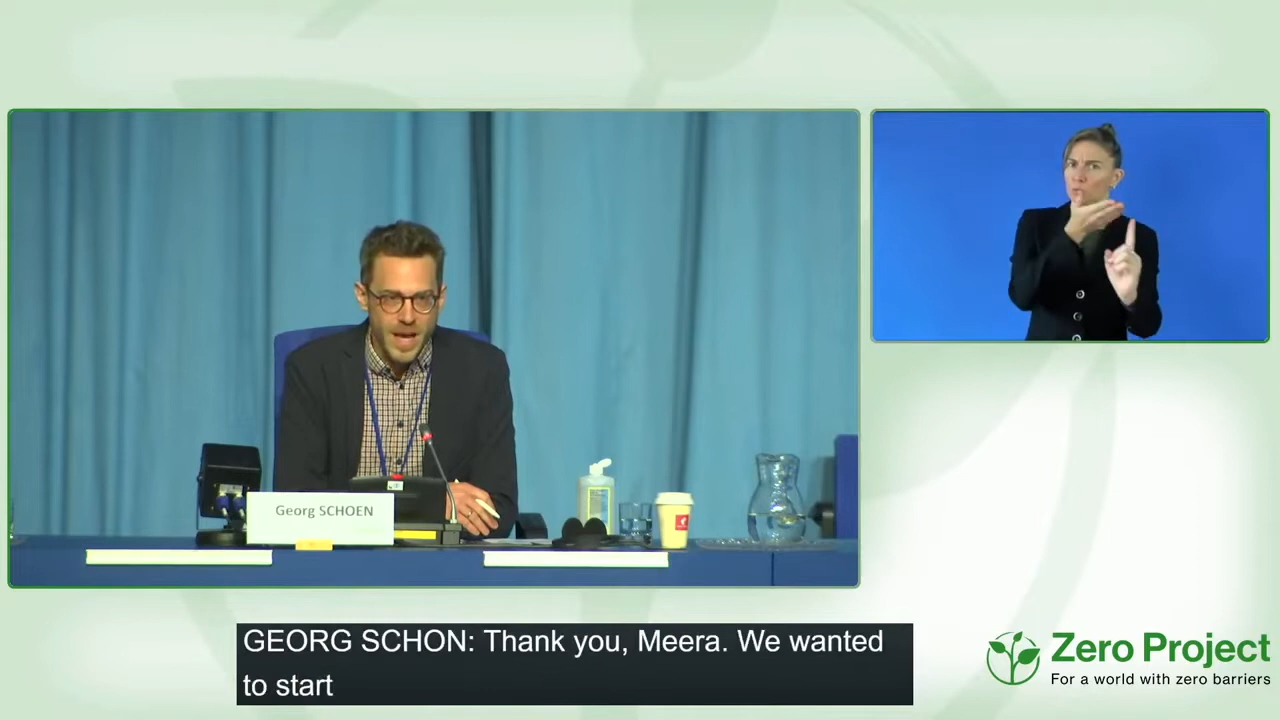 Georg SCHOEN
GEORG SCHON: Thank you, Meera. We wanted
to start
Zero Project
For a world with zero barriers